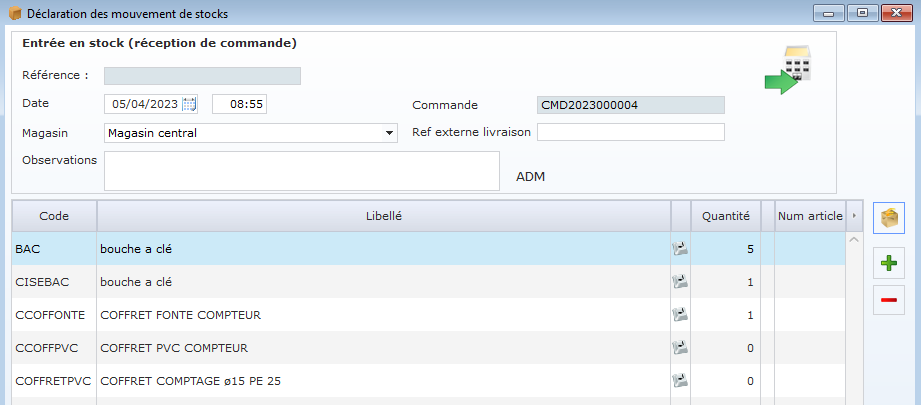 Déclaration des mouvement de stocks
Entrée en stock (réception de commande)
Référence :
Date 05/04/2023 08:55 Commande CMD2023000004
Magasin Magasin central Ref externe livraison
Observations
ADM
Code Libellé Quantité Num article
BAC bouche a clé 5
CISEBAC bouche a clé 1
CCOFFONTE COFFRET FONTE COMPTEUR 1
CCOFFPVC COFFRET PVC COMPTEUR 0
COFFRETPVC COFFRET COMPTAGE ø15 PE 25 0